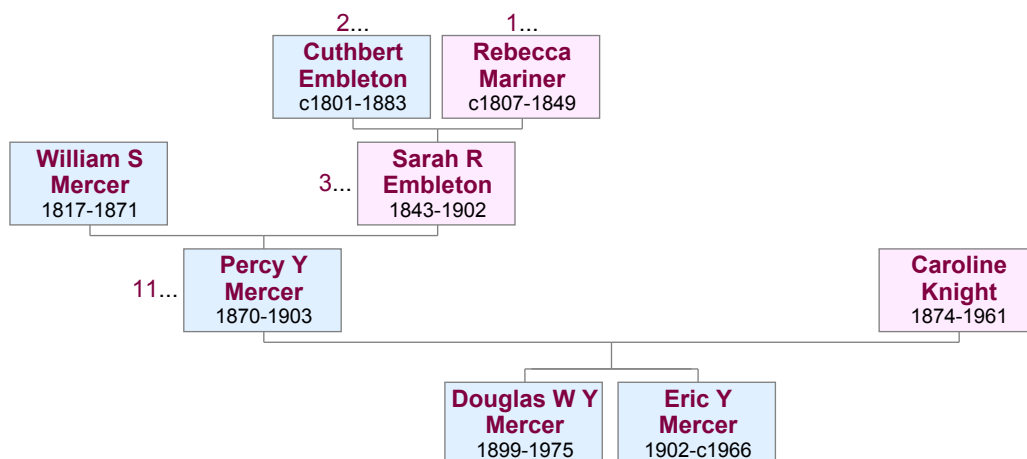 2... 1...
Cuthbert
Embleton
c1801-1883
Rebecca
Mariner
c1807-1849
William S
Mercer
1817-1871
3...
Sarah R
Embleton
1843-1902
11...
Percy Y
Mercer
1870-1903
Caroline
Knight
1874-1961
Douglas W Y
Mercer
1899-1975
Eric Y
Mercer
1902-c1966